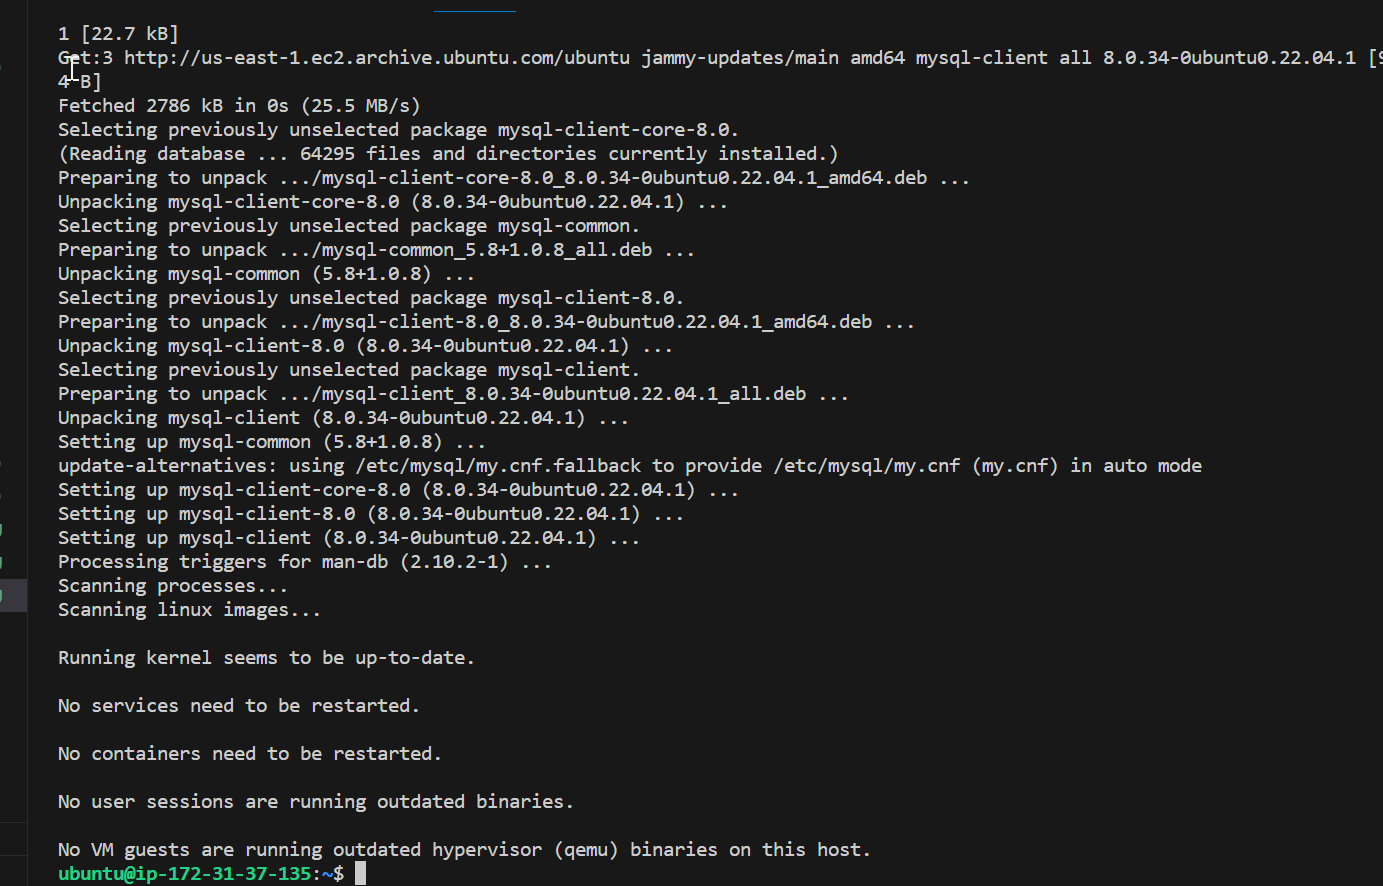 1 [22.7 kB]
Get:3 http://us-east-1.ec2.archive.ubuntu.com/ubuntu jammy-updates/main amd64 mysql-client all 8.0.34-0ubuntu0.22.04.1 [9
4 B]
Fetched 2786 kB in 0s (25.5 MB/s)
Selecting previously unselected package mysql-client-core-8.0.
(Reading database ... 64295 files and directories currently installed.)
Preparing to unpack .../mysql-client-core-8.0_8.0.34-0ubuntu0.22.04.1_amd64.deb ...
Unpacking mysql-client-core-8.0 (8.0.34-0ubuntu0.22.04.1) ...
Selecting previously unselected package mysql-common.
Preparing to unpack .../mysql-common_5.8+1.0.8_all.deb ...
Unpacking mysql-common (5.8+1.0.8) ...
Selecting previously unselected package mysql-client-8.0.
Preparing to unpack .../mysql-client-8.0_8.0.34-0ubuntu0.22.04.1_amd64.deb ...
Unpacking mysql-client-8.0 (8.0.34-0ubuntu0.22.04.1) ...
Selecting previously unselected package mysql-client.
Preparing to unpack .../mysql-client_8.0.34-0ubuntu0.22.04.1_all.deb ...
Unpacking mysql-client (8.0.34-0ubuntu0.22.04.1) ...
Setting up mysql-common (5.8+1.0.8) ...
update-alternatives: using /etc/mysql/my.cnf.fallback to provide /etc/mysql/my.cnf (my.cnf) in auto mode
Setting up mysql-client-core-8.0 (8.0.34-0ubuntu0.22.04.1) ...
Setting up mysql-client-8.0 (8.0.34-0ubuntu0.22.04.1) ...
Setting up mysql-client (8.0.34-0ubuntu0.22.04.1) ...
Processing triggers for man-db (2.10.2-1) ...
Scanning processes...
Scanning linux images...
Running kernel seems to be up-to-date.
No services need to be restarted.
No containers need to be restarted.
No user sessions are running outdated binaries.
No VM guests are running outdated hypervisor (qemu) binaries on this host.
ubuntu@ip-172-31-37-135:~$